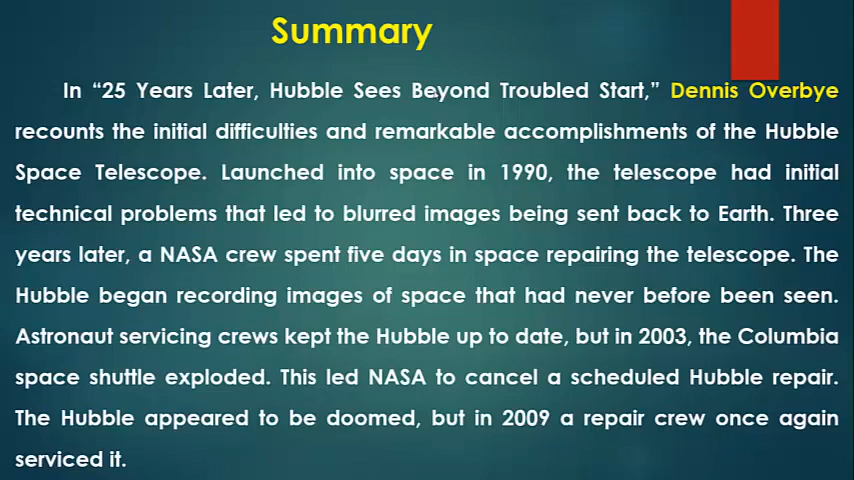 Summary
In “25 Years Later, Hubble Sees Beyond Troubled Start,” Dennis Overbye
recounts the initial difficulties and remarkable accomplishments of the Hubble
Space Telescope. Launched into space in 1990, the telescope had initial
technical problems that led to blurred images being sent back to Earth. Three
years later, a NASA crew spent five days in space repairing the telescope. The
Hubble began recording images of space that had never before been seen.
Astronaut servicing crews kept the Hubble up to date, but in 2003, the Columbia
space shuttle exploded. This led NASA to cancel a scheduled Hubble repair.
The Hubble appeared to be doomed, but in 2009 a repair crew once again
serviced it.